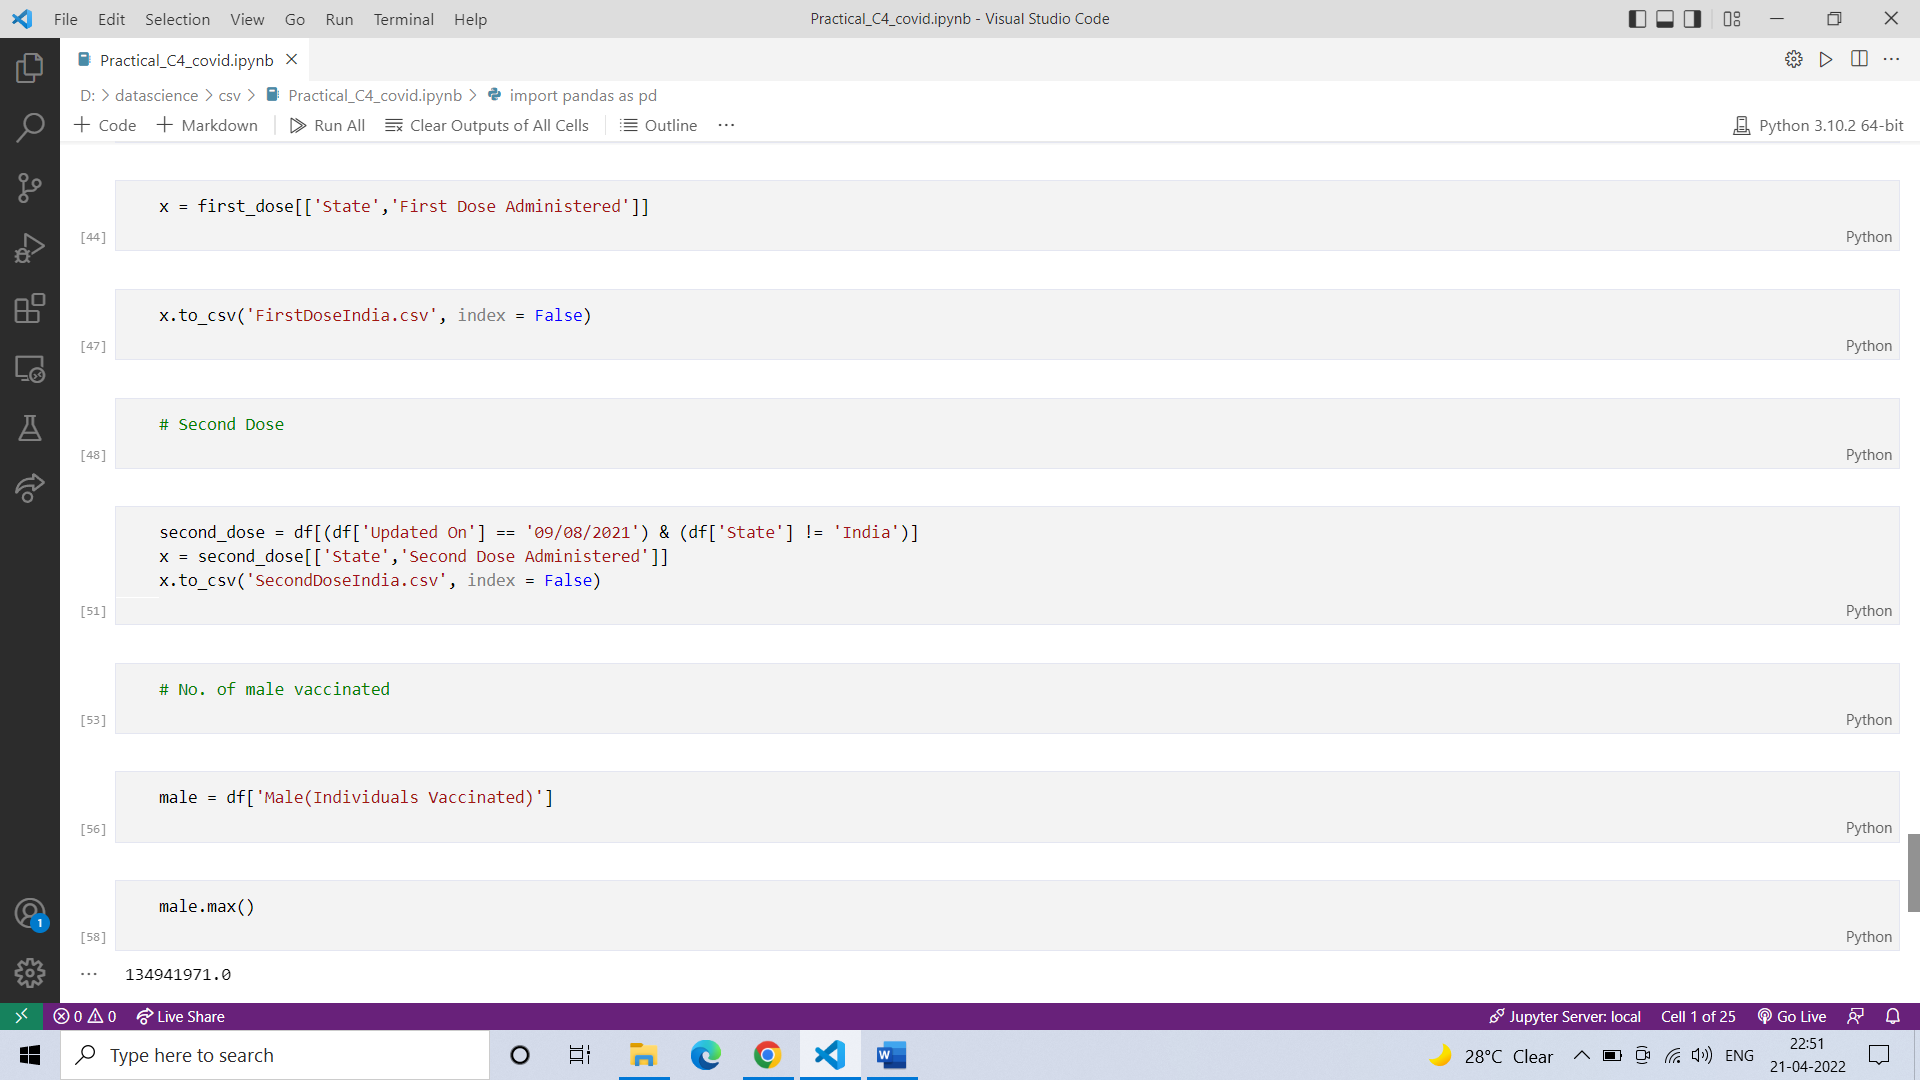 File Edit Selection View Go Run Terminal Help
Practical_C4_covid.ipynb - Visual Studio Code
Practical_C4_covid.ipynb
D: > datascience > csv > Practical_C4_covid.ipynb > import pandas as pd
+ Code + Markdown Run All Clear Outputs of All Cells Outline ...
Python 3.10.2 64-bit
x = first_dose[['State','First Dose Administered']]
[44] Python
x.to_csv('FirstDoseIndia.csv', index = False)
[47] Python
# Second Dose
[48] Python
second_dose = df[(df['Updated On'] == '09/08/2021') & (df['State'] != 'India')]
x = second_dose[['State','Second Dose Administered']]
x.to_csv('SecondDoseIndia.csv', index = False)
[51] Python
# No. of male vaccinated
[53] Python
male = df['Male(Individuals Vaccinated)']
[56] Python
male.max()
[58] Python
... 134941971.0
1
0 0 Live Share
Jupyter Server: local Cell 1 of 25 Go Live
Type here to search
28°C Clear ENG
22:51
21-04-2022